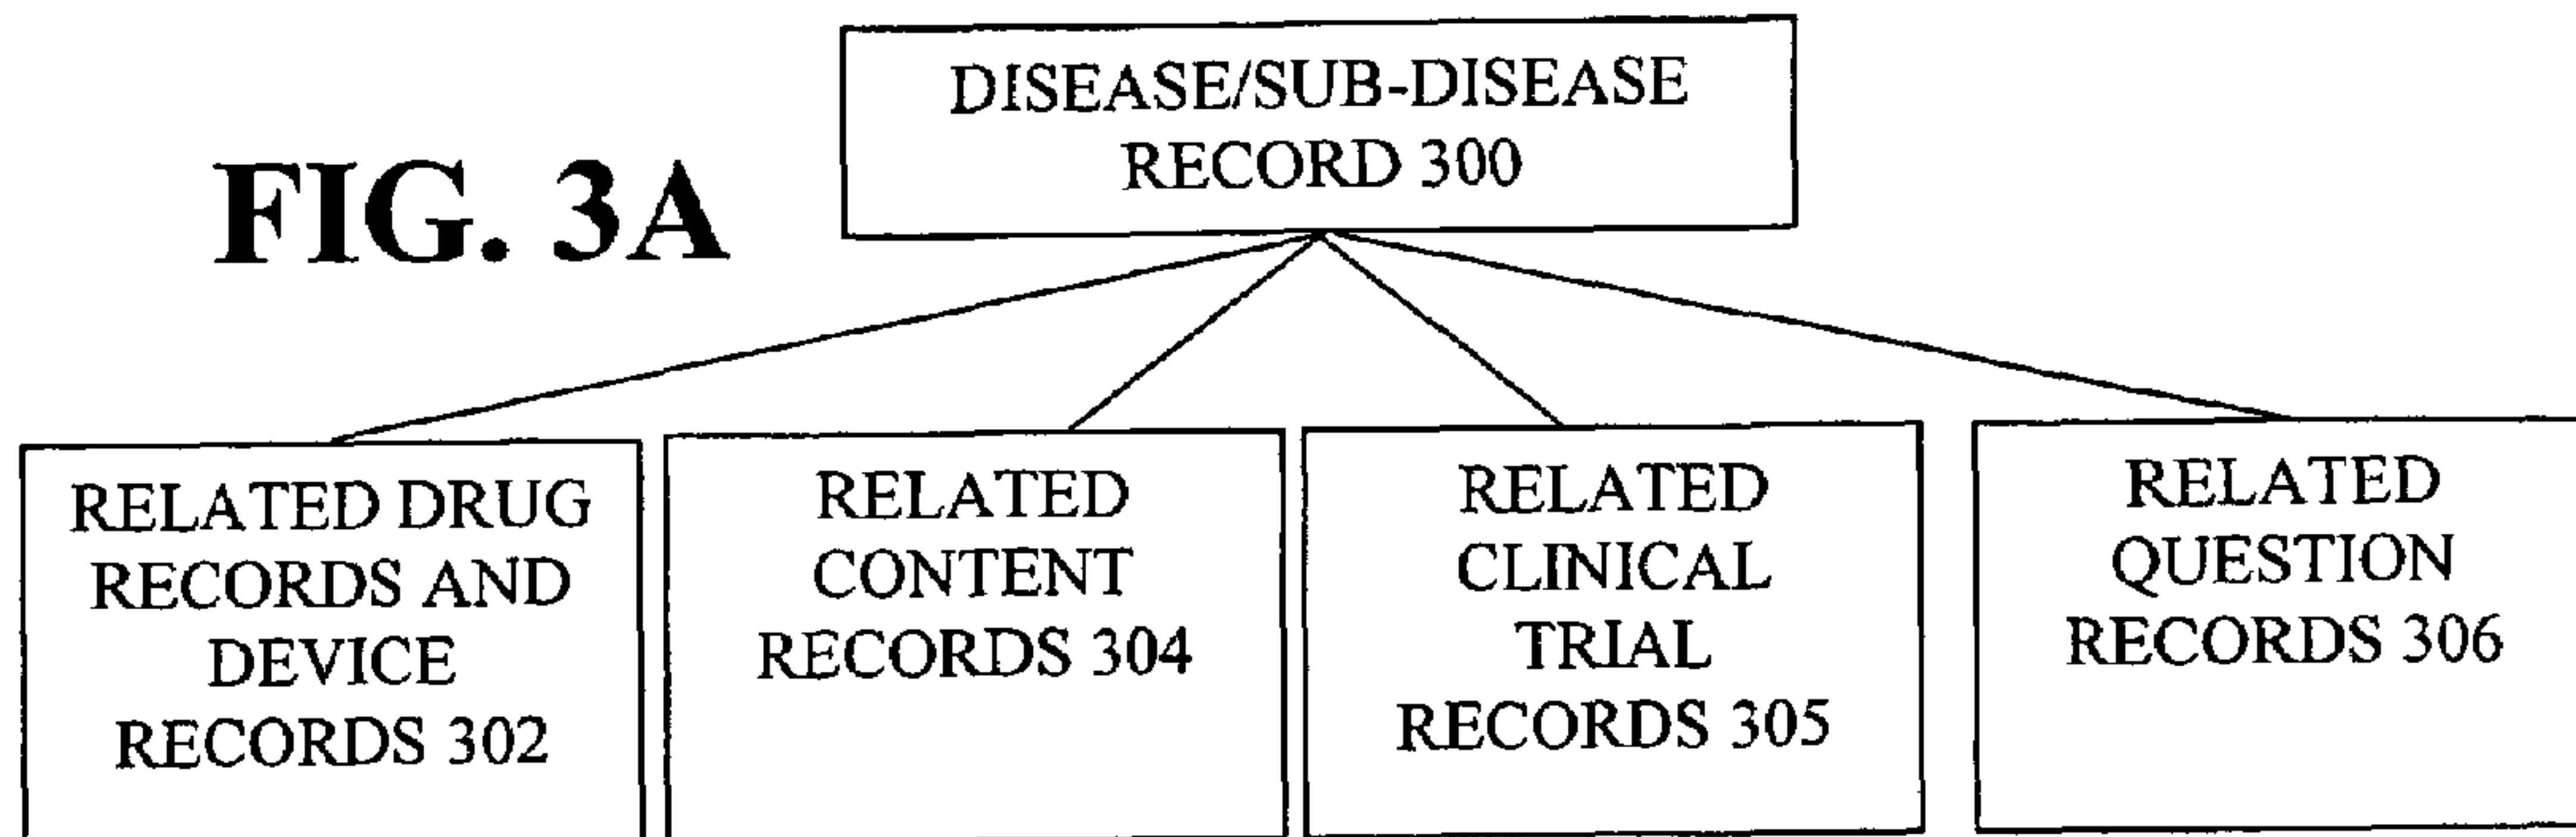 DISEASE/SUB-DISEASE
RECORD 300
FIG. 3A
RELATED DRUG
RECORDS AND
DEVICE
RECORDS 302
RELATED
CONTENT
RECORDS 304
RELATED
CLINICAL
TRIAL
RECORDS 305
RELATED
QUESTION
RECORDS 306